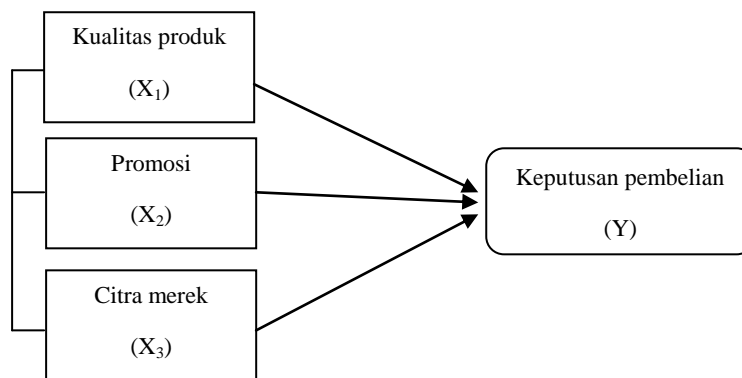 Kualitas produk
(X₁)
Promosi
(X₂)
Citra merek
(X₃)
Keputusan pembelian
(Y)